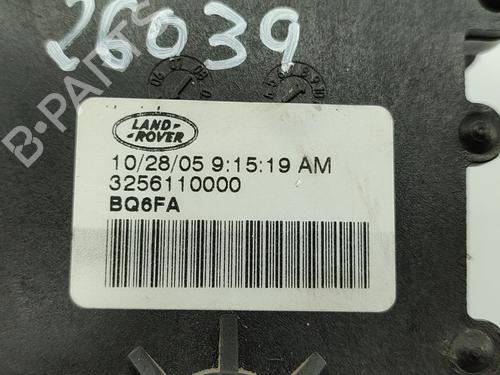 26039
LAND-
-ROVER
10/28/05 9:15:19 AM
3256110000
BQ6FA
B-PARTS